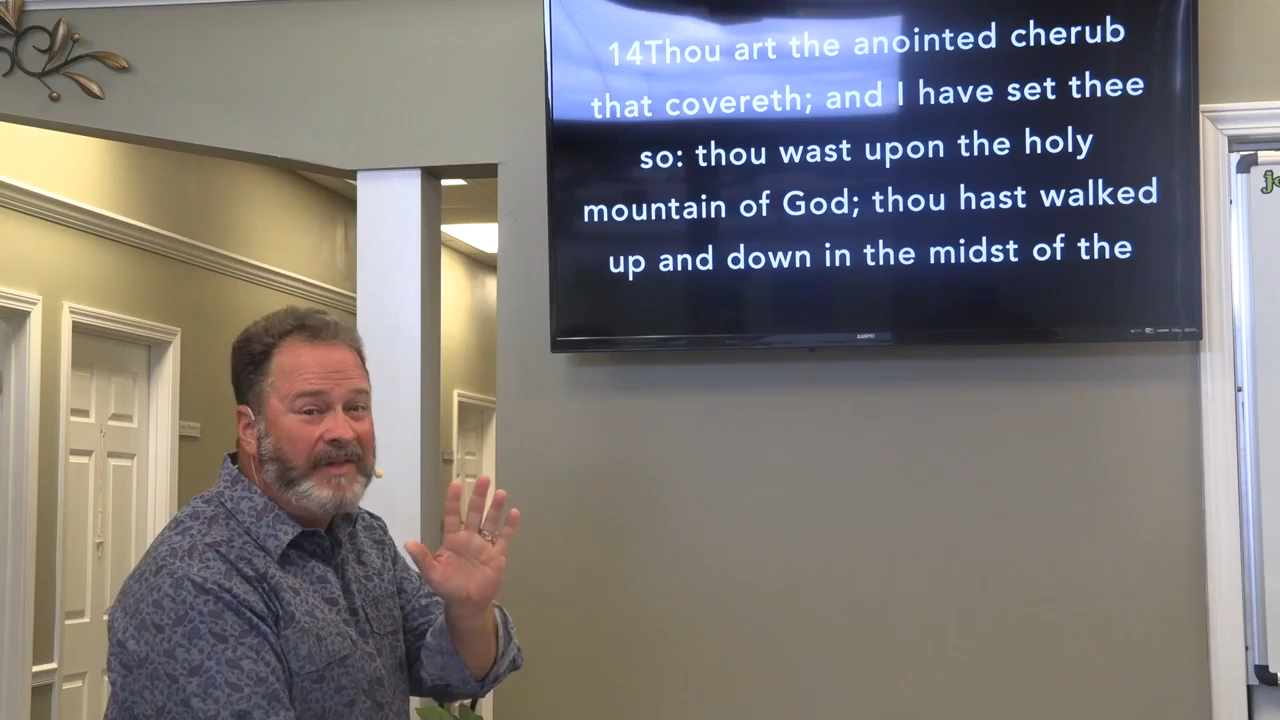 14Thou art the anointed cherub
that covereth; and I have set thee
so: thou wast upon the holy
mountain of God; thou hast walked
up and down in the midst of the
SANYO